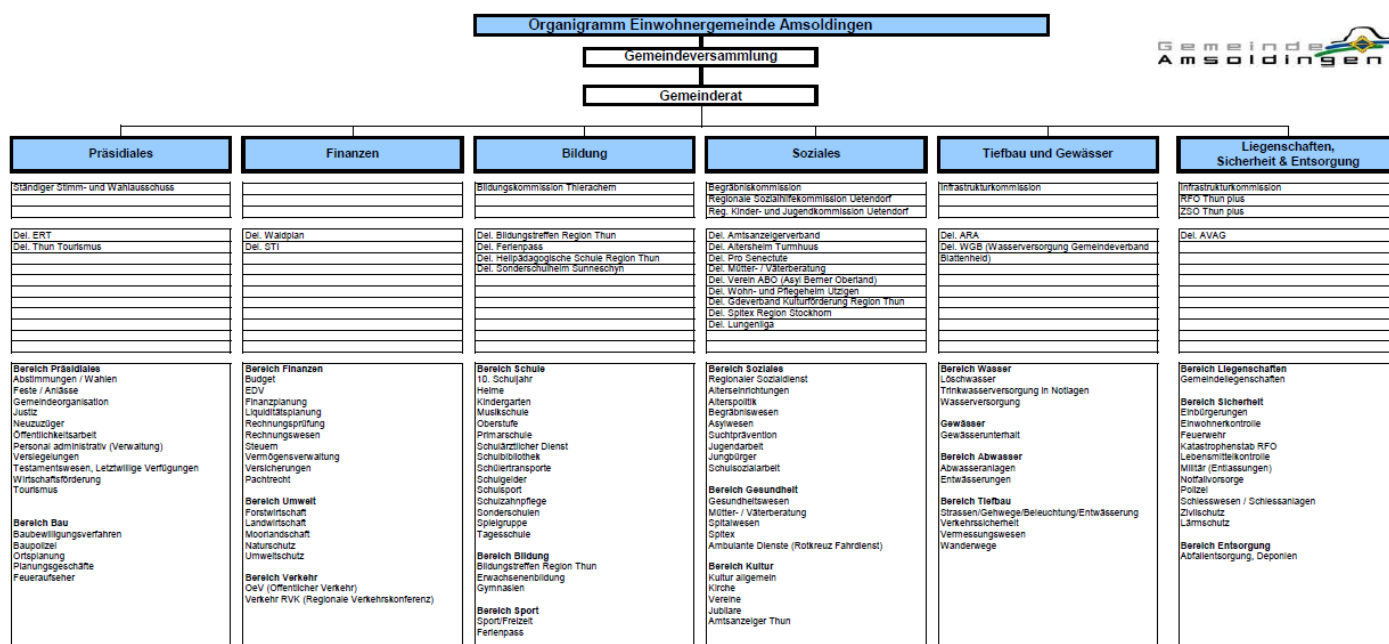 Organigramm Einwohnergemeinde Amsoldingen
Gemeinde
Amsoldingen
Gemeindeversammlung
Gemeinderat
Präsidiales
Ständiger Stimm- und Wahlausschuss
Del. ERT
Del. Thun Tourismus
Bereich Präsidiales
Abstimmungen / Wahlen
Feste / Anlässe
Gemeindeorganisation
Justiz
Neuzuzüger
Öffentlichkeitsarbeit
Personal administrativ (Verwaltung)
Versiegelungen
Testamentswesen, Letztwillige Verfügungen
Wirtschaftsförderung
Tourismus
Bereich Bau
Baubewilligungsverfahren
Baupolizei
Ortsplanung
Planungsgeschäfte
Feueraufseher
Finanzen
Del. Waldplan
Del. STI
Bereich Finanzen
Budget
EDV
Finanzplanung
Liquiditätsplanung
Rechnungsprüfung
Rechnungswesen
Steuern
Vermögensverwaltung
Versicherungen
Pachtrecht
Bereich Umwelt
Forstwirtschaft
Landwirtschaft
Moorlandschaft
Naturschutz
Umweltschutz
Bereich Verkehr
OeV (Öffentlicher Verkehr)
Verkehr RVK (Regionale Verkehrskonferenz)
Bildung
Bildungskommission Thierachern
Del. Bildungstreffen Region Thun
Del. Ferienpass
Del. Heilpädagogische Schule Region Thun
Del. Sonderschulheim Sunneschyn
Bereich Schule
10. Schuljahr
Heime
Kindergarten
Musikschule
Oberstufe
Primarschule
Schulärztlicher Dienst
Schulbibliothek
Schülertransporte
Schulgelder
Schulsport
Schulzahnpflege
Sonderschulen
Spielgruppe
Tagesschule
Bereich Bildung
Bildungstreffen Region Thun
Erwachsenenbildung
Gymnasien
Bereich Sport
Sport/Freizeit
Ferienpass
Soziales
Begräbniskommission
Regionale Sozialhilfekommission Uetendorf
Reg. Kinder- und Jugendkommission Uetendorf
Del. Amtsanzeigerverband
Del. Altersheim Turmhuus
Del. Pro Senectute
Del. Mütter- / Väterberatung
Del. Verein ABO (Asyl Berner Oberland)
Del. Wohn- und Pflegeheim Utzigen
Del. Gdeverband Kulturförderung Region Thun
Del. Spitex Region Stockhorn
Del. Lungenliga
Bereich Soziales
Regionaler Sozialdienst
Alterseinrichtungen
Alterspolitik
Begräbniswesen
Asylwesen
Suchtprävention
Jugendarbeit
Jungbürger
Schulsozialarbeit
Bereich Gesundheit
Gesundheitswesen
Mütter- / Väterberatung
Spitalwesen
Spitex
Ambulante Dienste (Rotkreuz Fahrdienst)
Bereich Kultur
Kultur allgemein
Kirche
Vereine
Jubilare
Amtsanzeiger Thun
Tiefbau und Gewässer
Infrastrukturkommission
Del. ARA
Del. WGB (Wasserversorgung Gemeindeverband
Blattenheid)
Bereich Wasser
Löschwasser
Trinkwasserversorgung in Notlagen
Wasserversorgung
Gewässer
Gewässerunterhalt
Bereich Abwasser
Abwasseranlagen
Entwässerungen
Bereich Tiefbau
Strassen/Gehwege/Beleuchtung/Entwässerung
Verkehrssicherheit
Vermessungswesen
Wanderwege
Liegenschaften,
Sicherheit & Entsorgung
Infrastrukturkommission
RFO Thun plus
ZSO Thun plus
Del. AVAG
Bereich Liegenschaften
Gemeindeliegenschaften
Bereich Sicherheit
Einbürgerungen
Einwohnerkontrolle
Feuerwehr
Katastrophenstab RFO
Lebensmittelkontrolle
Militär (Entlassungen)
Notfallvorsorge
Polizei
Schiesswesen / Schiessanlagen
Zivilschutz
Lärmschutz
Bereich Entsorgung
Abfallentsorgung, Deponien